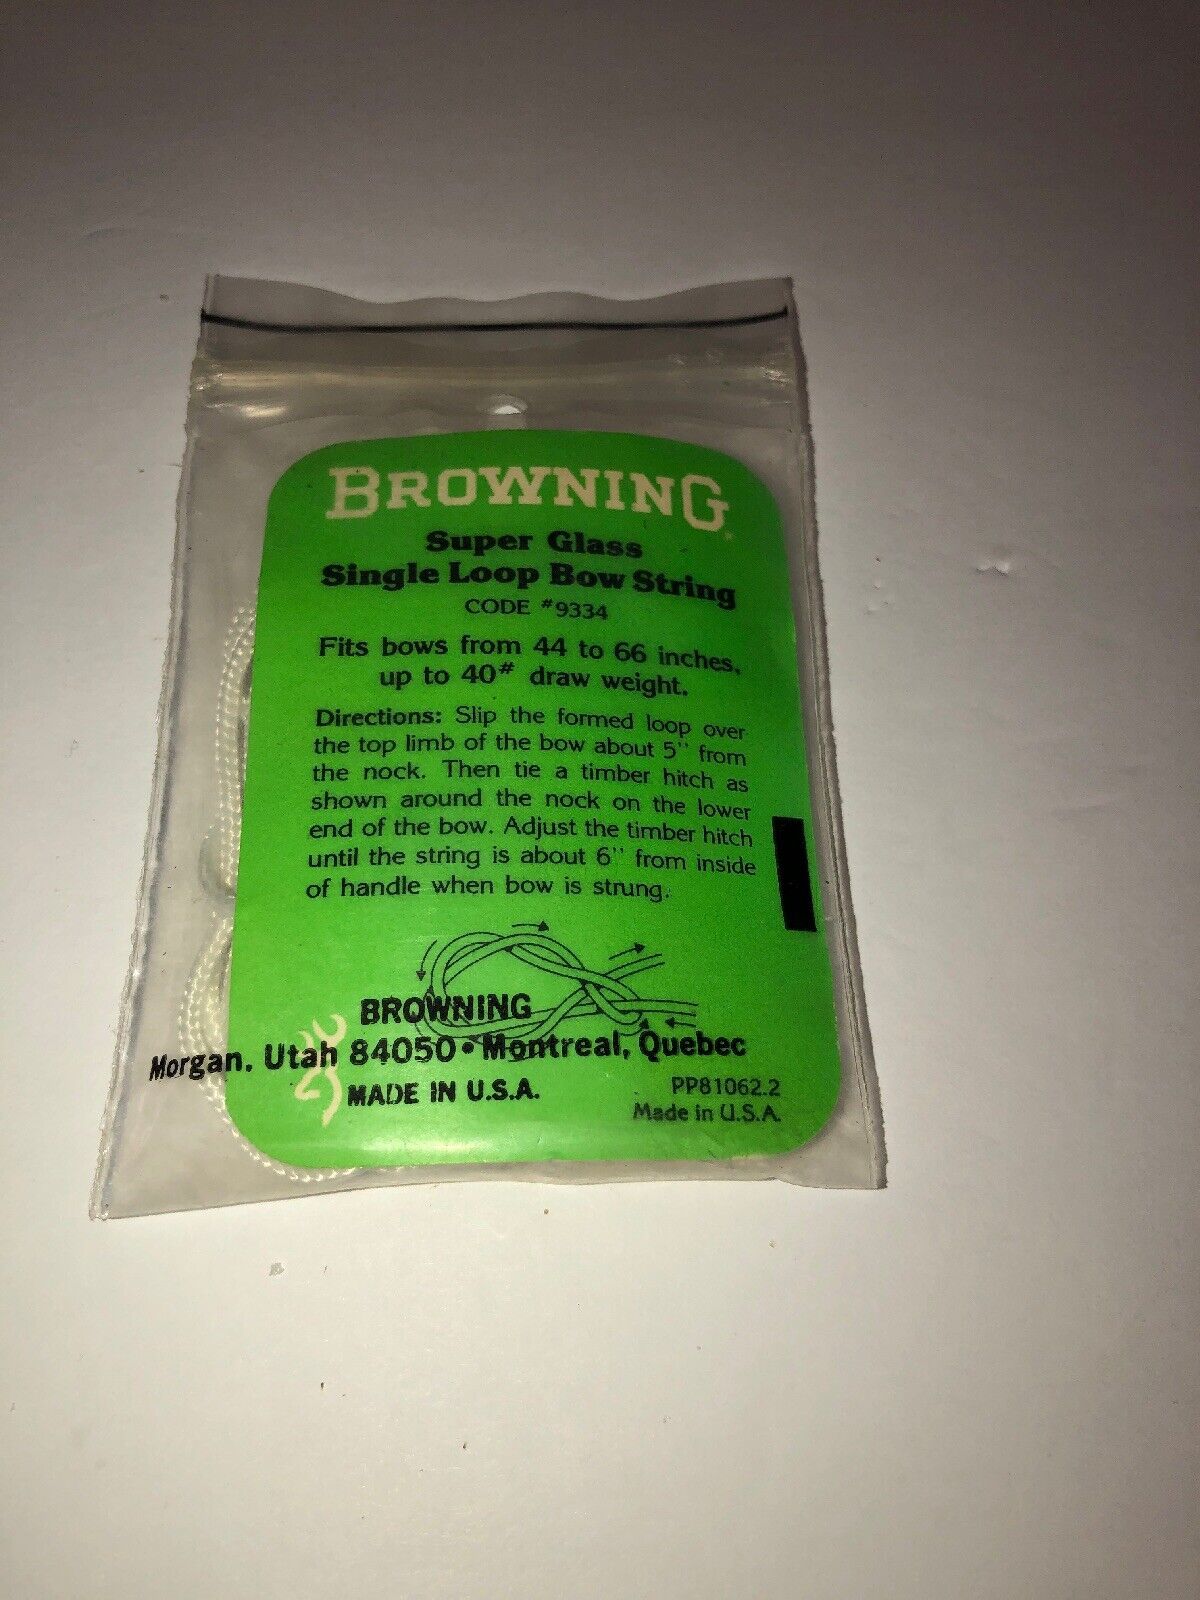 BROWNING
Super Glass
Single Loop Bow String
CODE #9334
Fits bows from 44 to 66 inches,
up to 40# draw weight.
Directions: Slip the formed loop over
the top limb of the bow about 5'' from
the nock. Then tie a timber hitch as
shown around the nock on the lower
end of the bow. Adjust the timber hitch
until the string is about 6'' from inside
of handle when bow is strung.
BROWNING
Morgan, Utah 84050 • Montreal, Quebec
MADE IN U.S.A.
PP81062.2
Made in U.S.A.